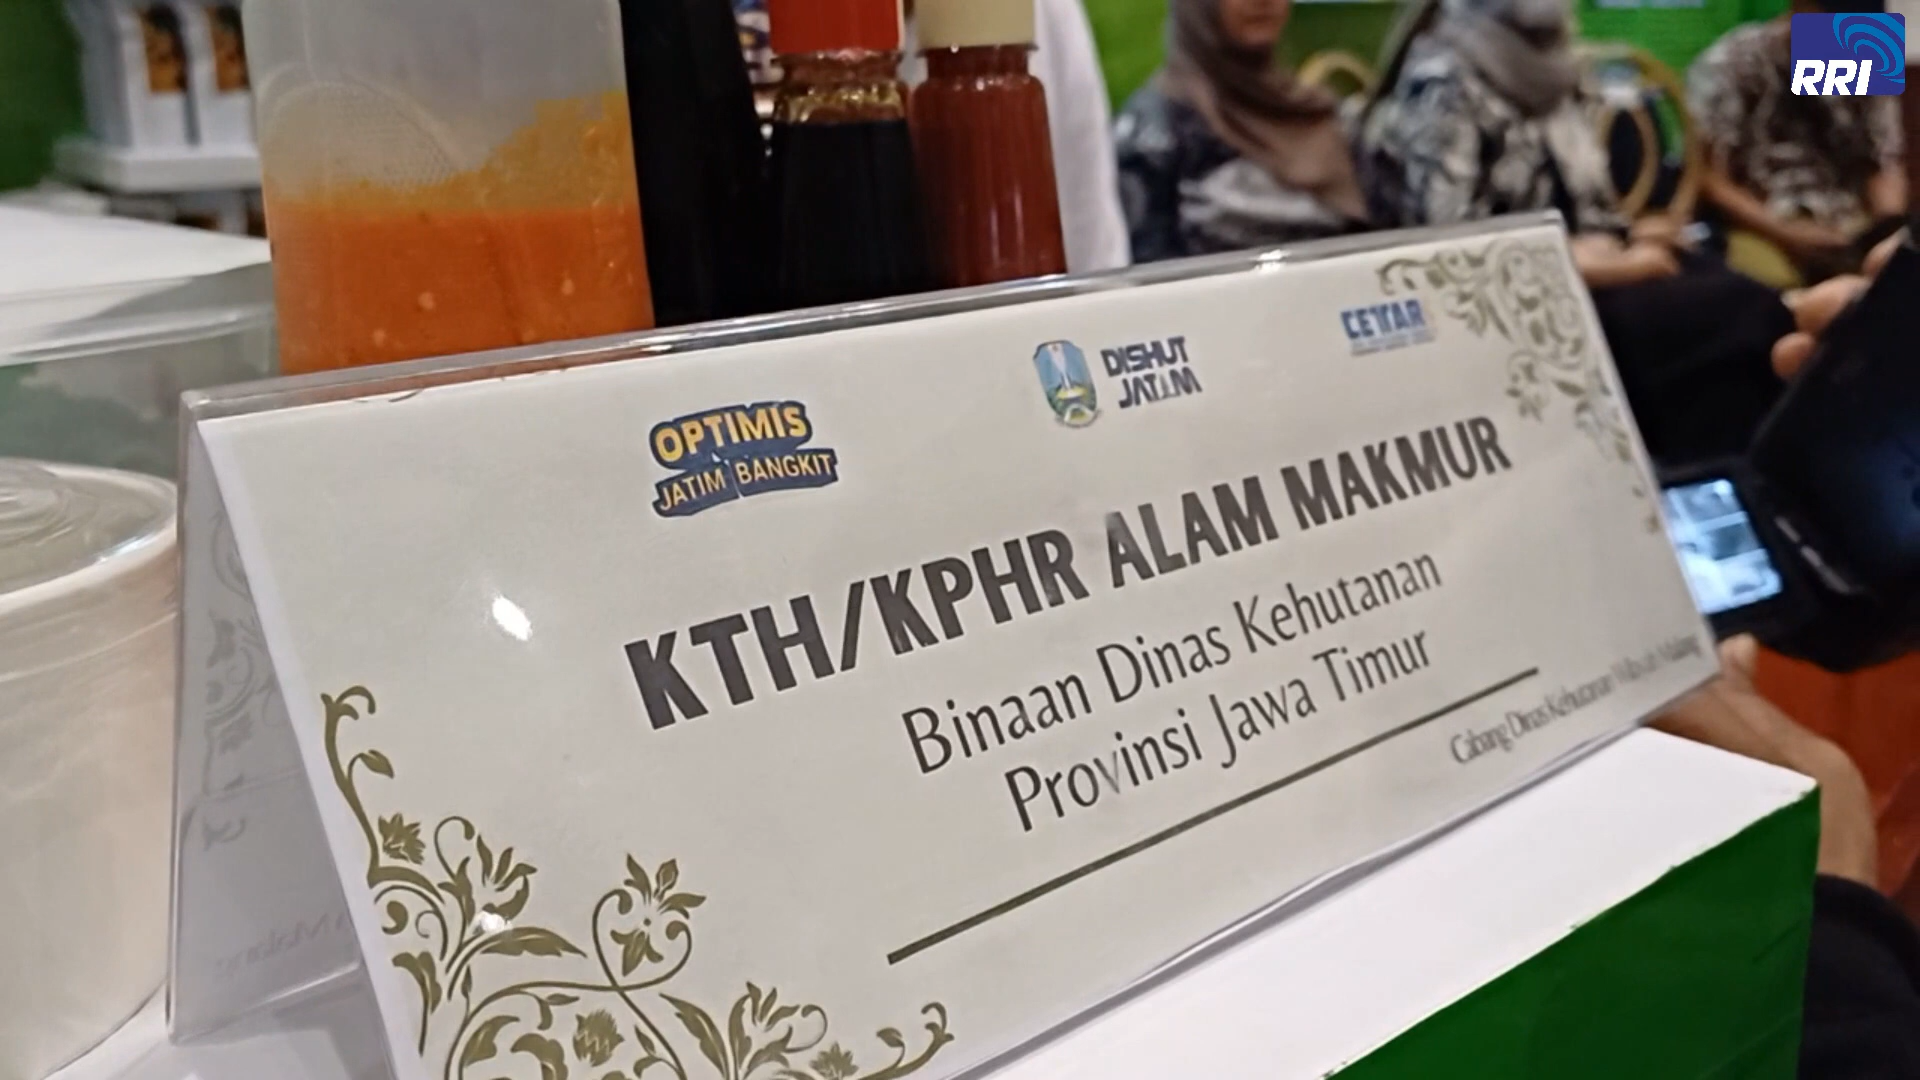 RRI
OPTIMIS
JATIM BANGKIT
DISHUT
JATIM
CETTAR
KTH/KPHR ALAM MAKMUR
Binaan Dinas Kehutanan
Provinsi Jawa Timur
Cabang Dinas Kehutanan Wilayah Malang